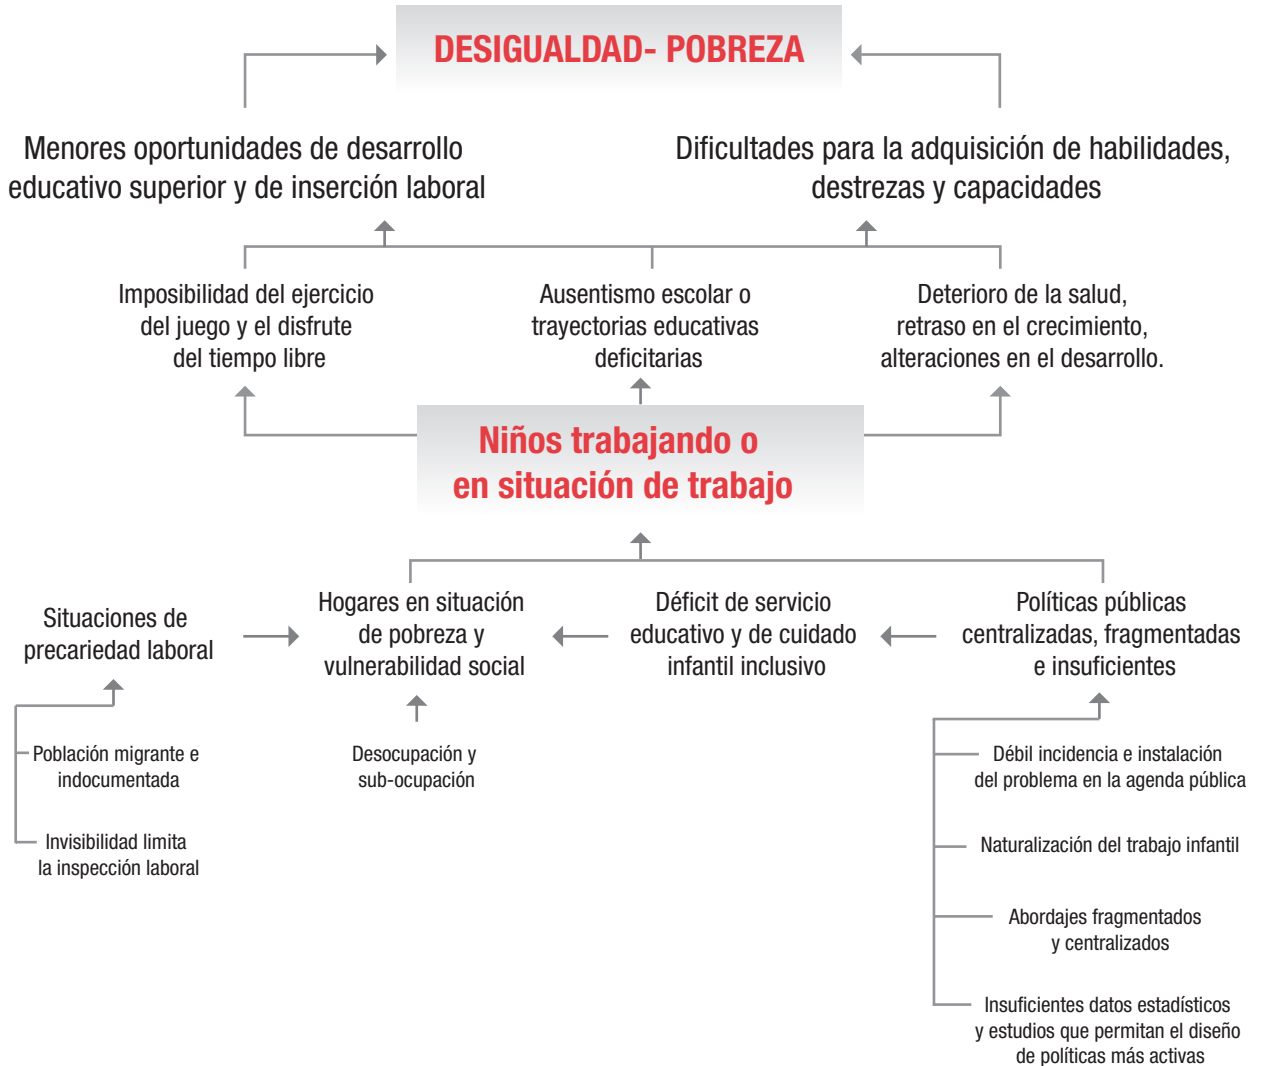 DESIGUALDAD- POBREZA
Menores oportunidades de desarrollo
educativo superior y de inserción laboral
Dificultades para la adquisición de habilidades,
destrezas y capacidades
Imposibilidad del ejercicio
del juego y el disfrute
del tiempo libre
Ausentismo escolar o
trayectorias educativas
deficitarias
Deterioro de la salud,
retraso en el crecimiento,
alteraciones en el desarrollo.
Niños trabajando o
en situación de trabajo
Situaciones de
precariedad laboral
Hogares en situación
de pobreza y
vulnerabilidad social
Déficit de servicio
educativo y de cuidado
infantil inclusivo
Políticas públicas
centralizadas, fragmentadas
e insuficientes
Población migrante e
indocumentada
Invisibilidad limita
la inspección laboral
Desocupación y
sub-ocupación
Débil incidencia e instalación
del problema en la agenda pública
Naturalización del trabajo infantil
Abordajes fragmentados
y centralizados
Insuficientes datos estadísticos
y estudios que permitan el diseño
de políticas más activas